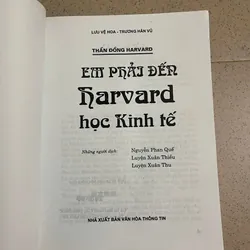 LƯU VỆ HOA - TRƯƠNG HÂN VŨ
THẦN ĐỒNG HARVARD
EM PHẢI ĐẾN
Harvard
học Kinh tế
Những người dịch: Nguyễn Phan Quế
Luyện Xuân Thiều
Luyện Xuân Thu
NHÀ XUẤT BẢN VĂN HÓA THÔNG TIN